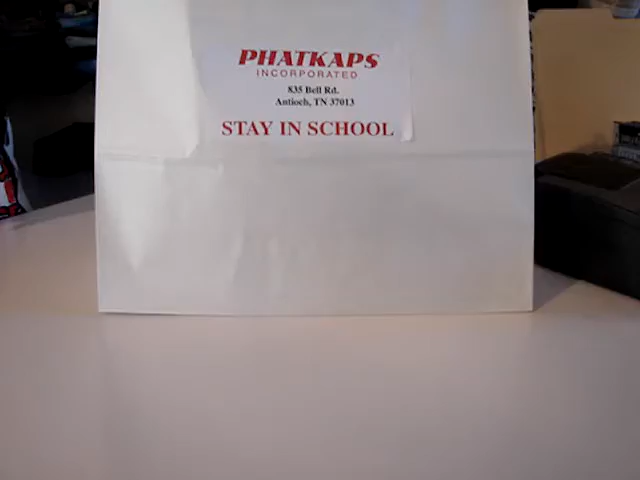 PHATKAPS
INCORPORATED
835 Bell Rd.
Antioch, TN 37013
STAY IN SCHOOL